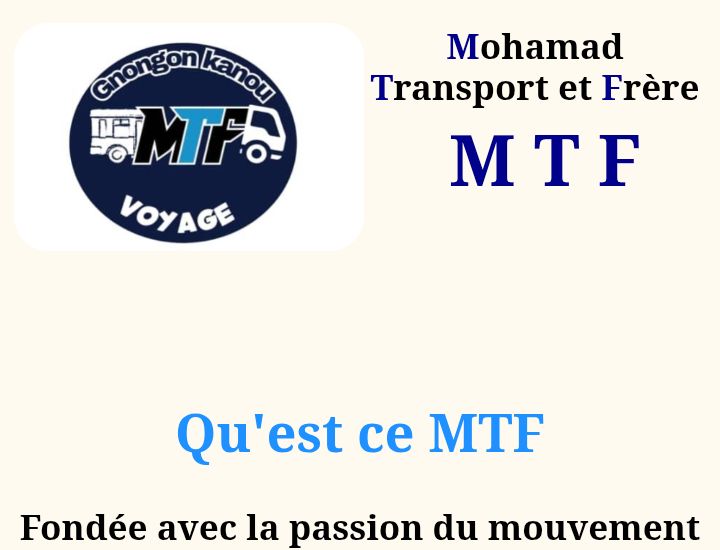 Gnongon kanou
MTF
VOYAGE
Mohamad
Transport et Frère
M T F
Qu'est ce MTF
Fondée avec la passion du mouvement